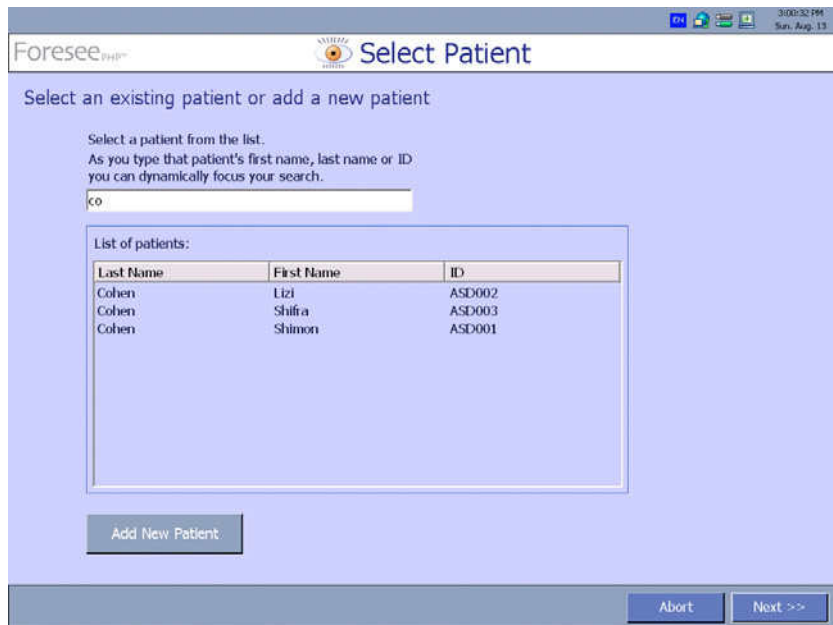 EN
3:00:32 PM
Sun. Aug. 13
Foresee PHP™
Select Patient
Select an existing patient or add a new patient
Select a patient from the list.
As you type that patient's first name, last name or ID
you can dynamically focus your search.
co
List of patients:
Last Name First Name ID
Cohen Lizi ASD002
Cohen Shifra ASD003
Cohen Shimon ASD001
Add New Patient
Abort Next >>